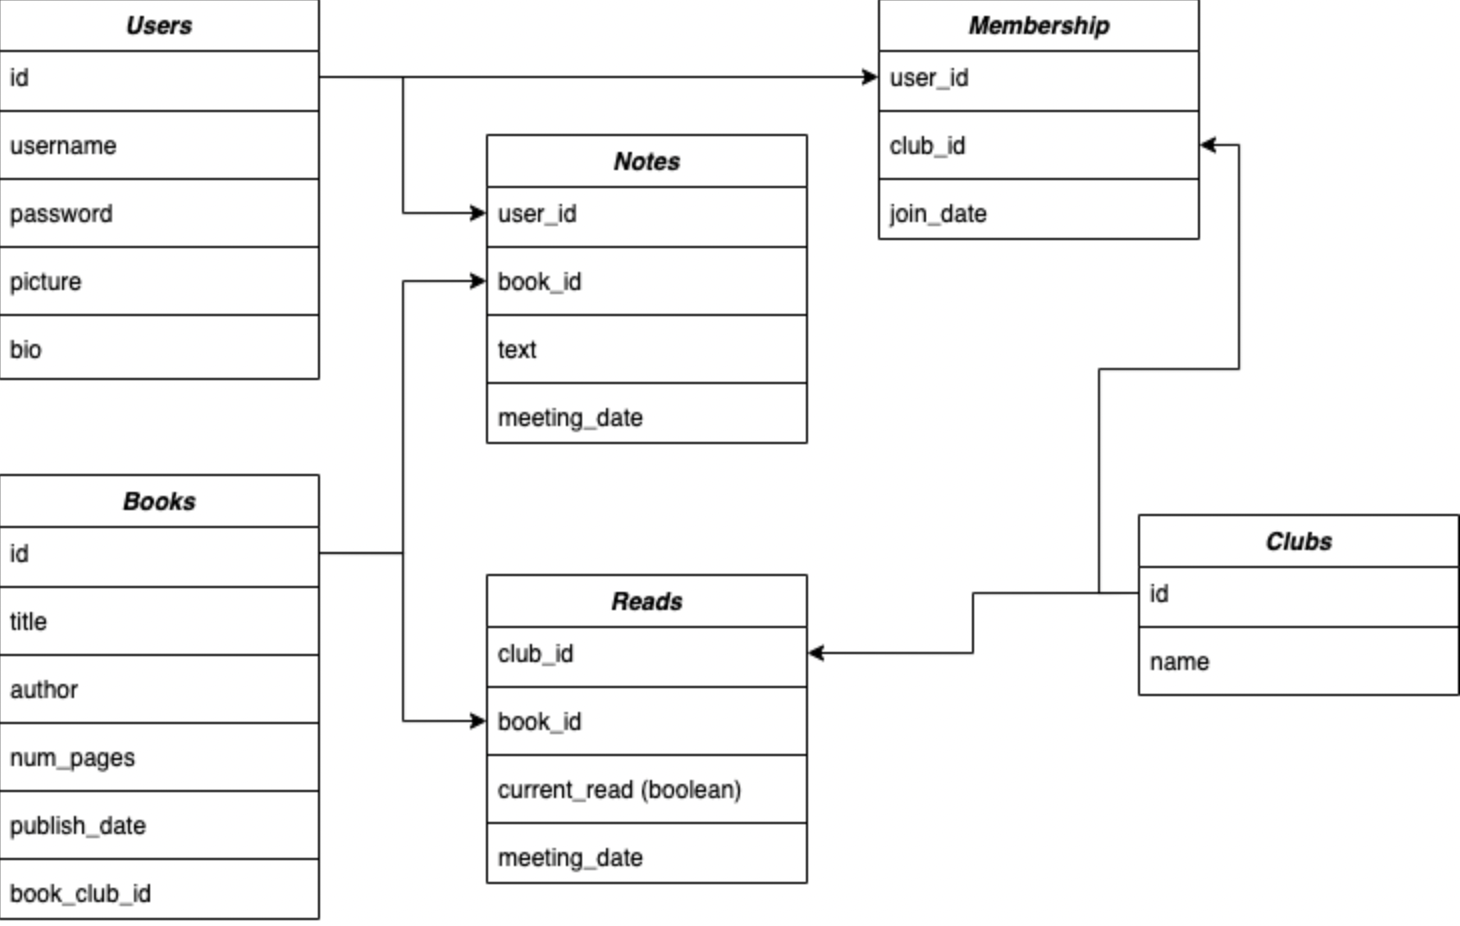 Users
id
username
password
picture
bio
Membership
user_id
club_id
join_date
Notes
user_id
book_id
text
meeting_date
Books
id
title
author
num_pages
publish_date
book_club_id
Reads
club_id
book_id
current_read (boolean)
meeting_date
Clubs
id
name